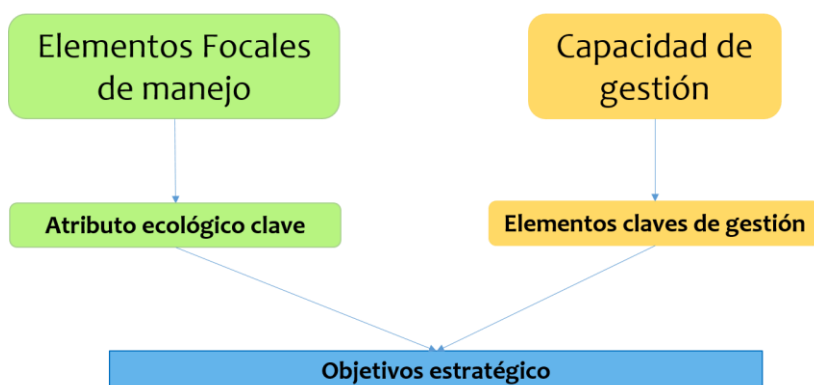 Elementos Focales
de manejo
Capacidad de
gestión
Atributo ecológico clave
Elementos claves de gestión
Objetivos estratégico